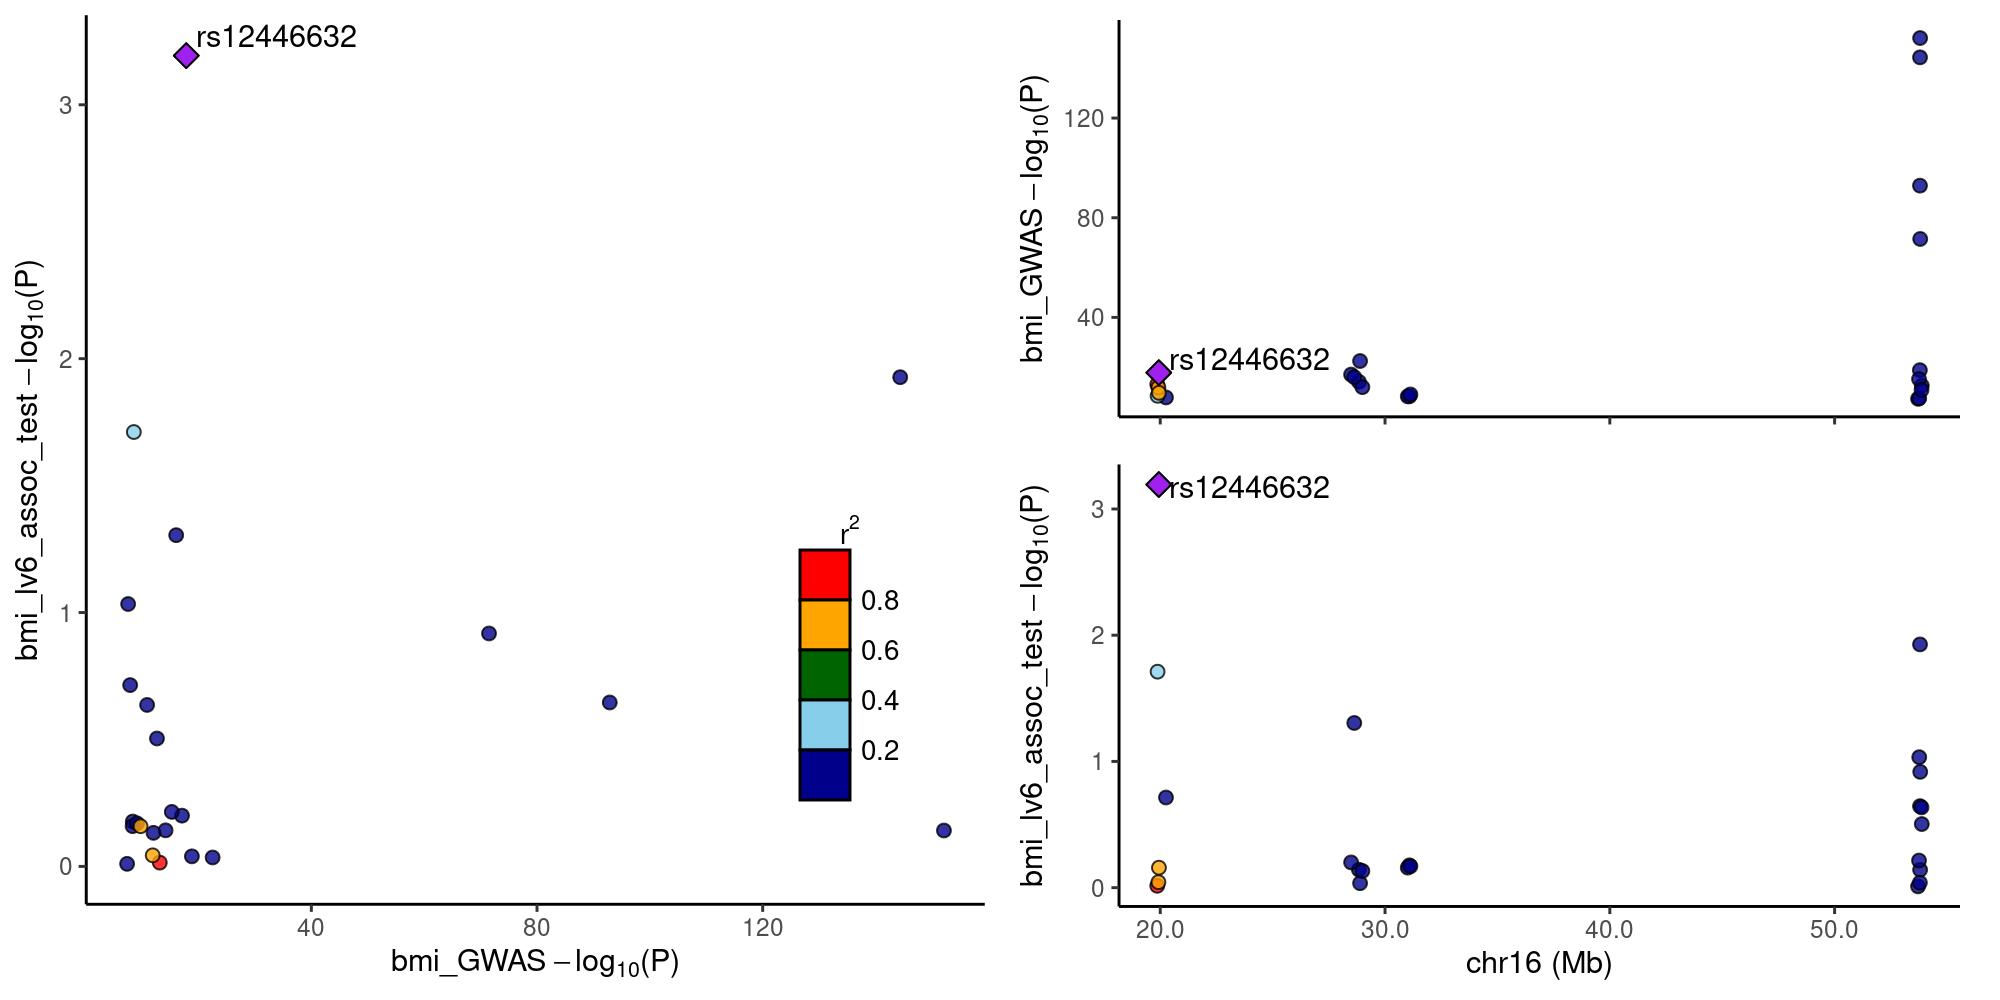 rs12446632
3
2
1
0
bmi_lv6_assoc_test −log10(P)
40
80
120
bmi_GWAS −log10(P)
r2
0.8
0.6
0.4
0.2
120
80
40
bmi_GWAS −log10(P)
rs12446632
rs12446632
3
2
1
0
bmi_lv6_assoc_test −log10(P)
20.0
30.0
40.0
50.0
chr16 (Mb)